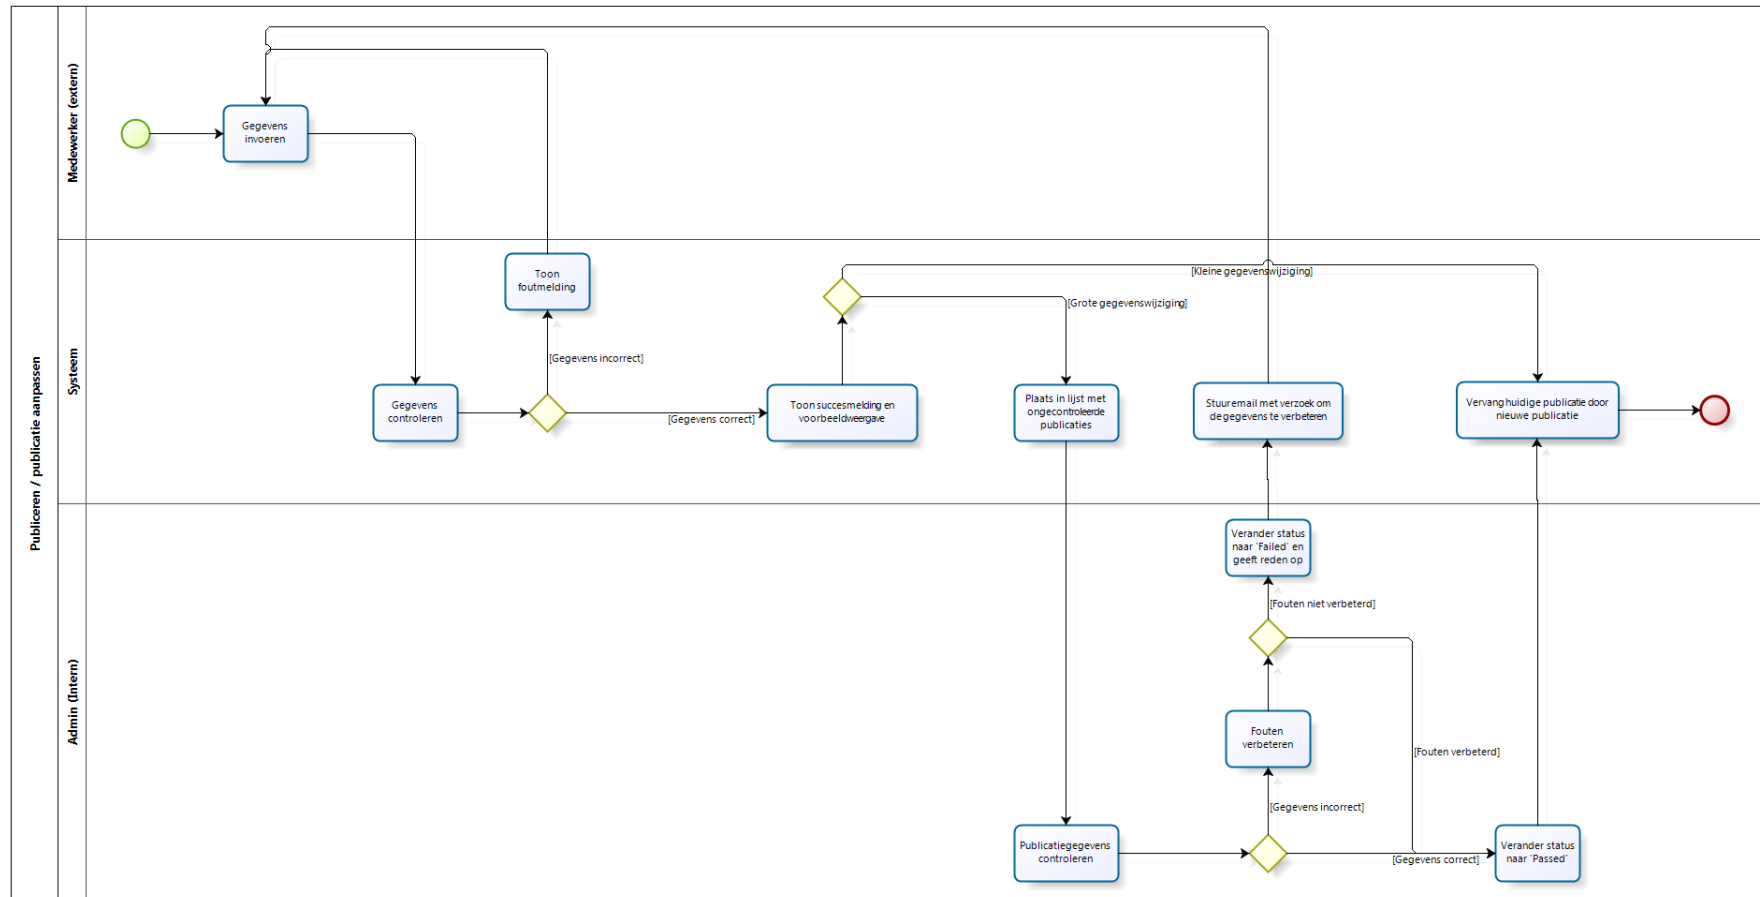 Publiceren / publicatie aanpassen
Medewerker (extern)
Gegevens
invoeren
Systeem
Toon
foutmelding
[Kleine gegevenswijziging]
[Grote gegevenswijziging]
[Gegevens incorrect]
Gegevens
controleren
[Gegevens correct]
Toon succesmelding en
voorbeeldweergave
Plaats in lijst met
ongecontroleerde
publicaties
Stuur email met verzoek om
de gegevens te verbeteren
Vervang huidige publicatie door
nieuwe publicatie
Admin (Intern)
Verander status
naar 'Failed' en
geeft reden op
[Fouten niet verbeterd]
Fouten
verbeteren
[Fouten verbeterd]
[Gegevens incorrect]
Publicatiegegevens
controleren
[Gegevens correct]
Verander status
naar 'Passed'